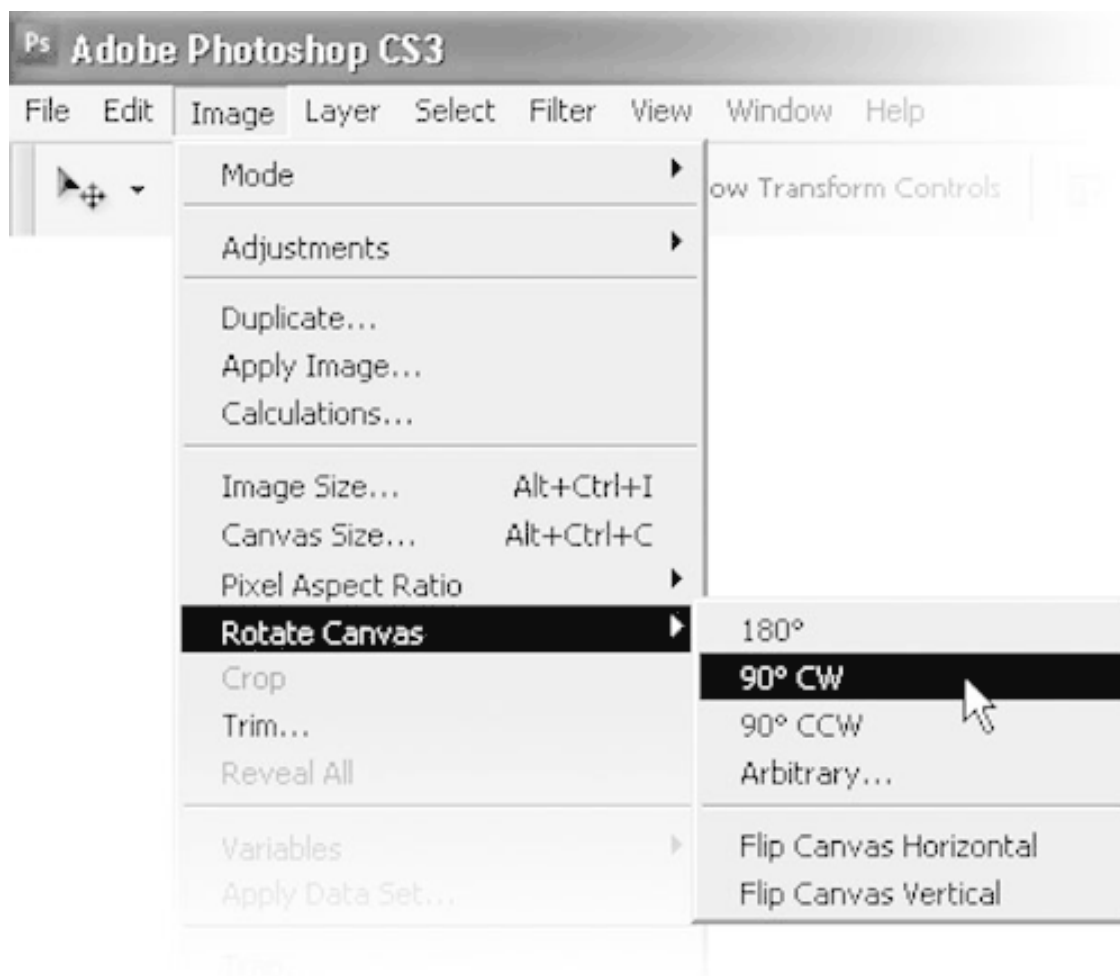 Ps Adobe Photoshop CS3
File Edit Image Layer Select Filter View Window Help
ow Transform Controls
Mode
Adjustments
Duplicate...
Apply Image...
Calculations...
Image Size... Alt+Ctrl+I
Canvas Size... Alt+Ctrl+C
Pixel Aspect Ratio
Rotate Canvas
Crop
Trim...
Reveal All
Variables
Apply Data Set...
180°
90° CW
90° CCW
Arbitrary...
Flip Canvas Horizontal
Flip Canvas Vertical